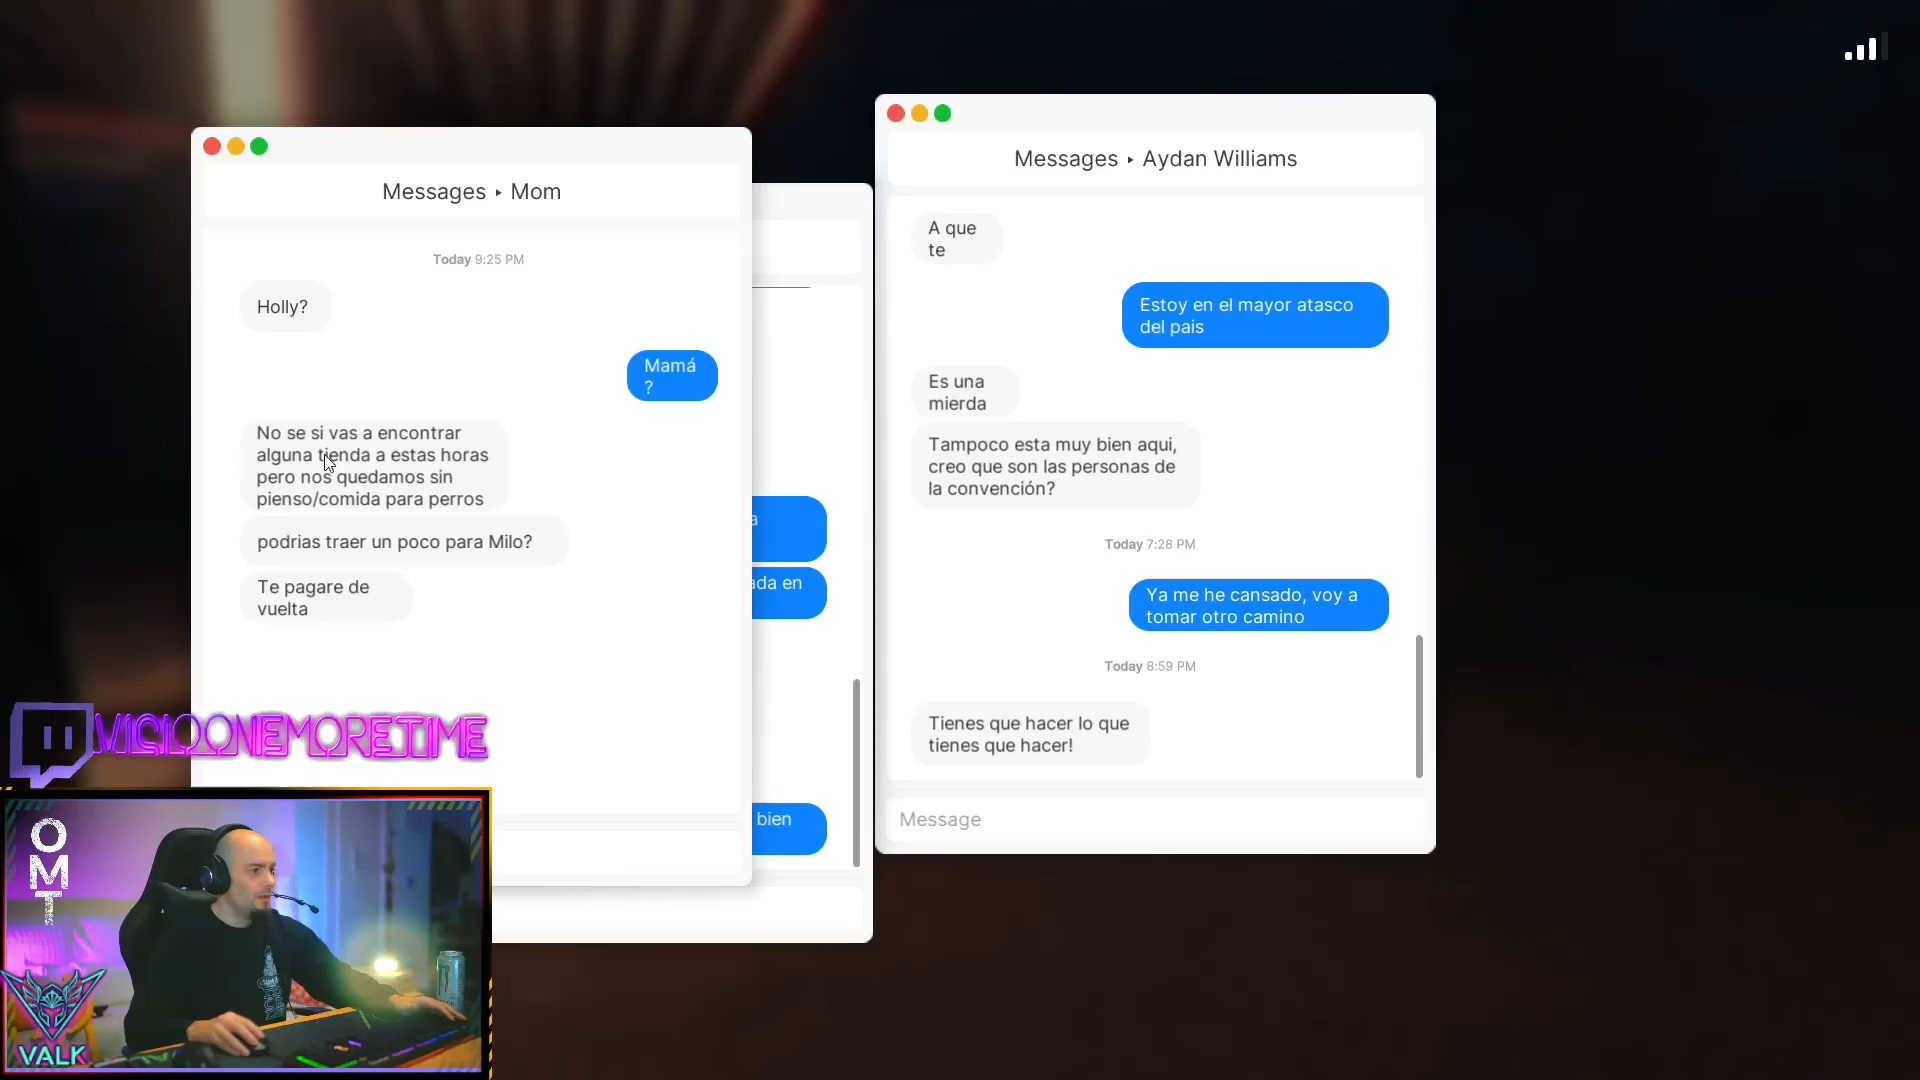 Messages ▸ Mom
Today 9:25 PM
Holly?
Mamá
?
No se si vas a encontrar
alguna tienda a estas horas
pero nos quedamos sin
pienso/comida para perros
podrias traer un poco para Milo?
Te pagare de
vuelta
a
ada en
bien
Messages ▸ Aydan Williams
A que
te
Estoy en el mayor atasco
del pais
Es una
mierda
Tampoco esta muy bien aqui,
creo que son las personas de
la convención?
Today 7:28 PM
Ya me he cansado, voy a
tomar otro camino
Today 8:59 PM
Tienes que hacer lo que
tienes que hacer!
Message
VISIOONEMORETIME
O
M
T
VALK